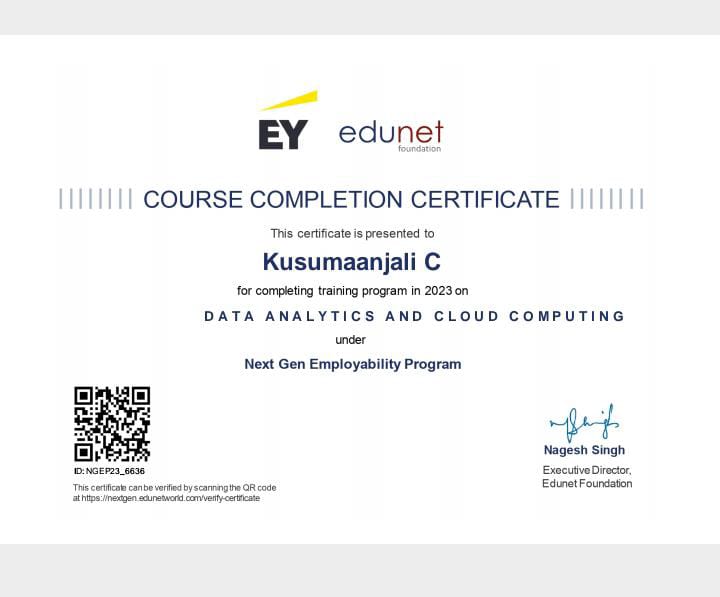 EY edunet
foundation
COURSE COMPLETION CERTIFICATE
This certificate is presented to
Kusumaanjali C
for completing training program in 2023 on
DATA ANALYTICS AND CLOUD COMPUTING
under
Next Gen Employability Program
ID: NGEP23_6636
This certificate can be verified by scanning the QR code
at https://nextgen.edunetworld.com/verify-certificate
Nagesh Singh
Executive Director,
Edunet Foundation